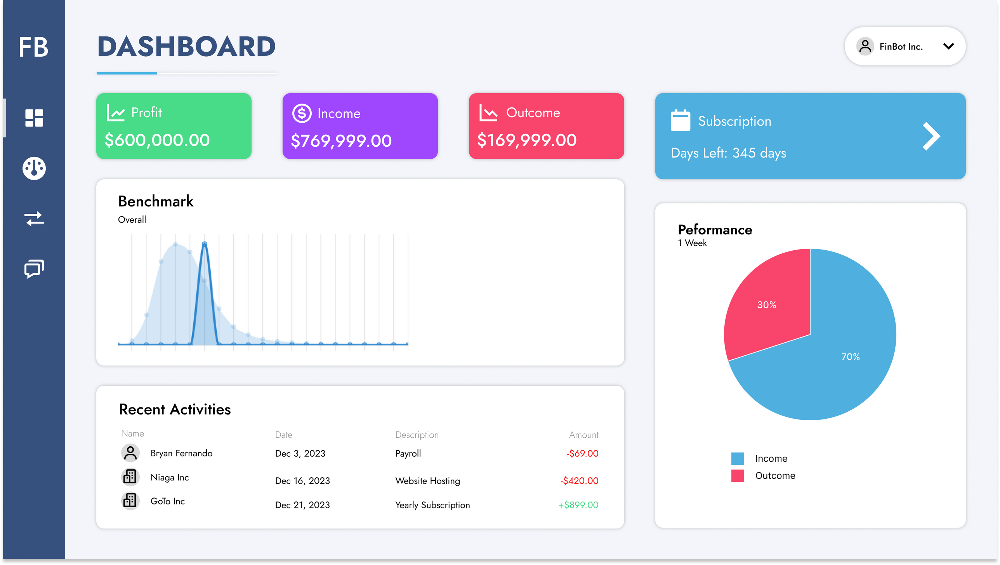 FB
DASHBOARD
FinBot Inc.
Profit
$600,000.00
Income
$769,999.00
Outcome
$169,999.00
Subscription
Days Left: 345 days
Benchmark
Overall
Peformance
1 Week
30%
70%
Income
Outcome
Recent Activities
Name Date Description Amount
Bryan Fernando Dec 3, 2023 Payroll -$69.00
Niaga Inc Dec 16, 2023 Website Hosting -$420.00
GoTo Inc Dec 21, 2023 Yearly Subscription +$899.00